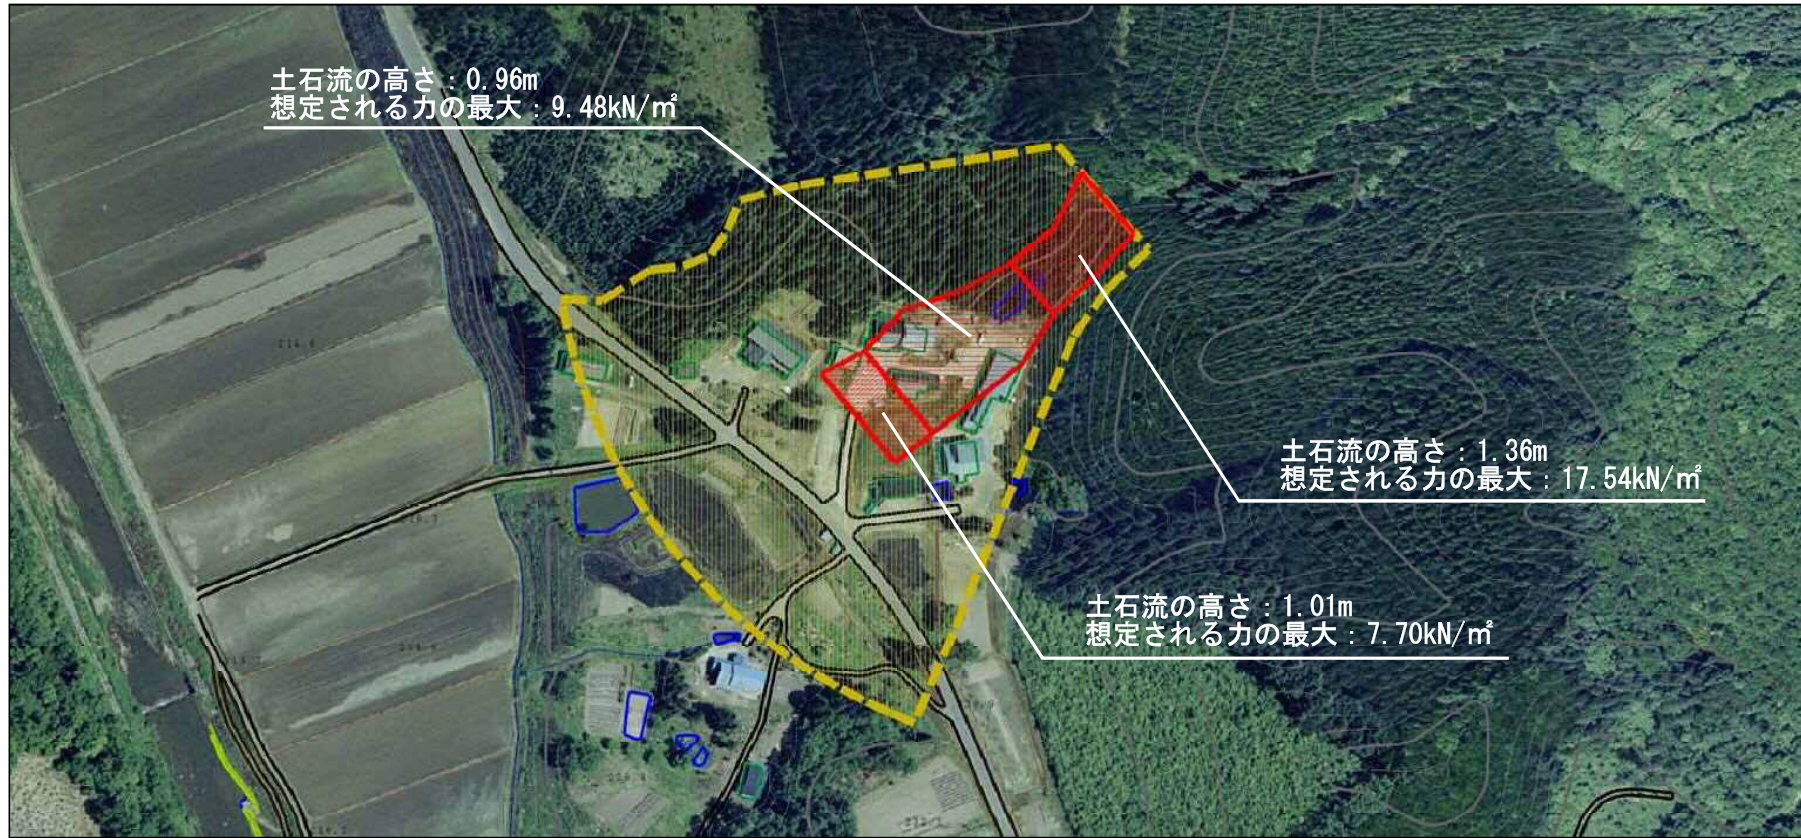 土石流の高さ：0.96m
想定される力の最大：9.48kN/㎡
土石流の高さ：1.36m
想定される力の最大：17.54kN/㎡
土石流の高さ：1.01m
想定される力の最大：7.70kN/㎡